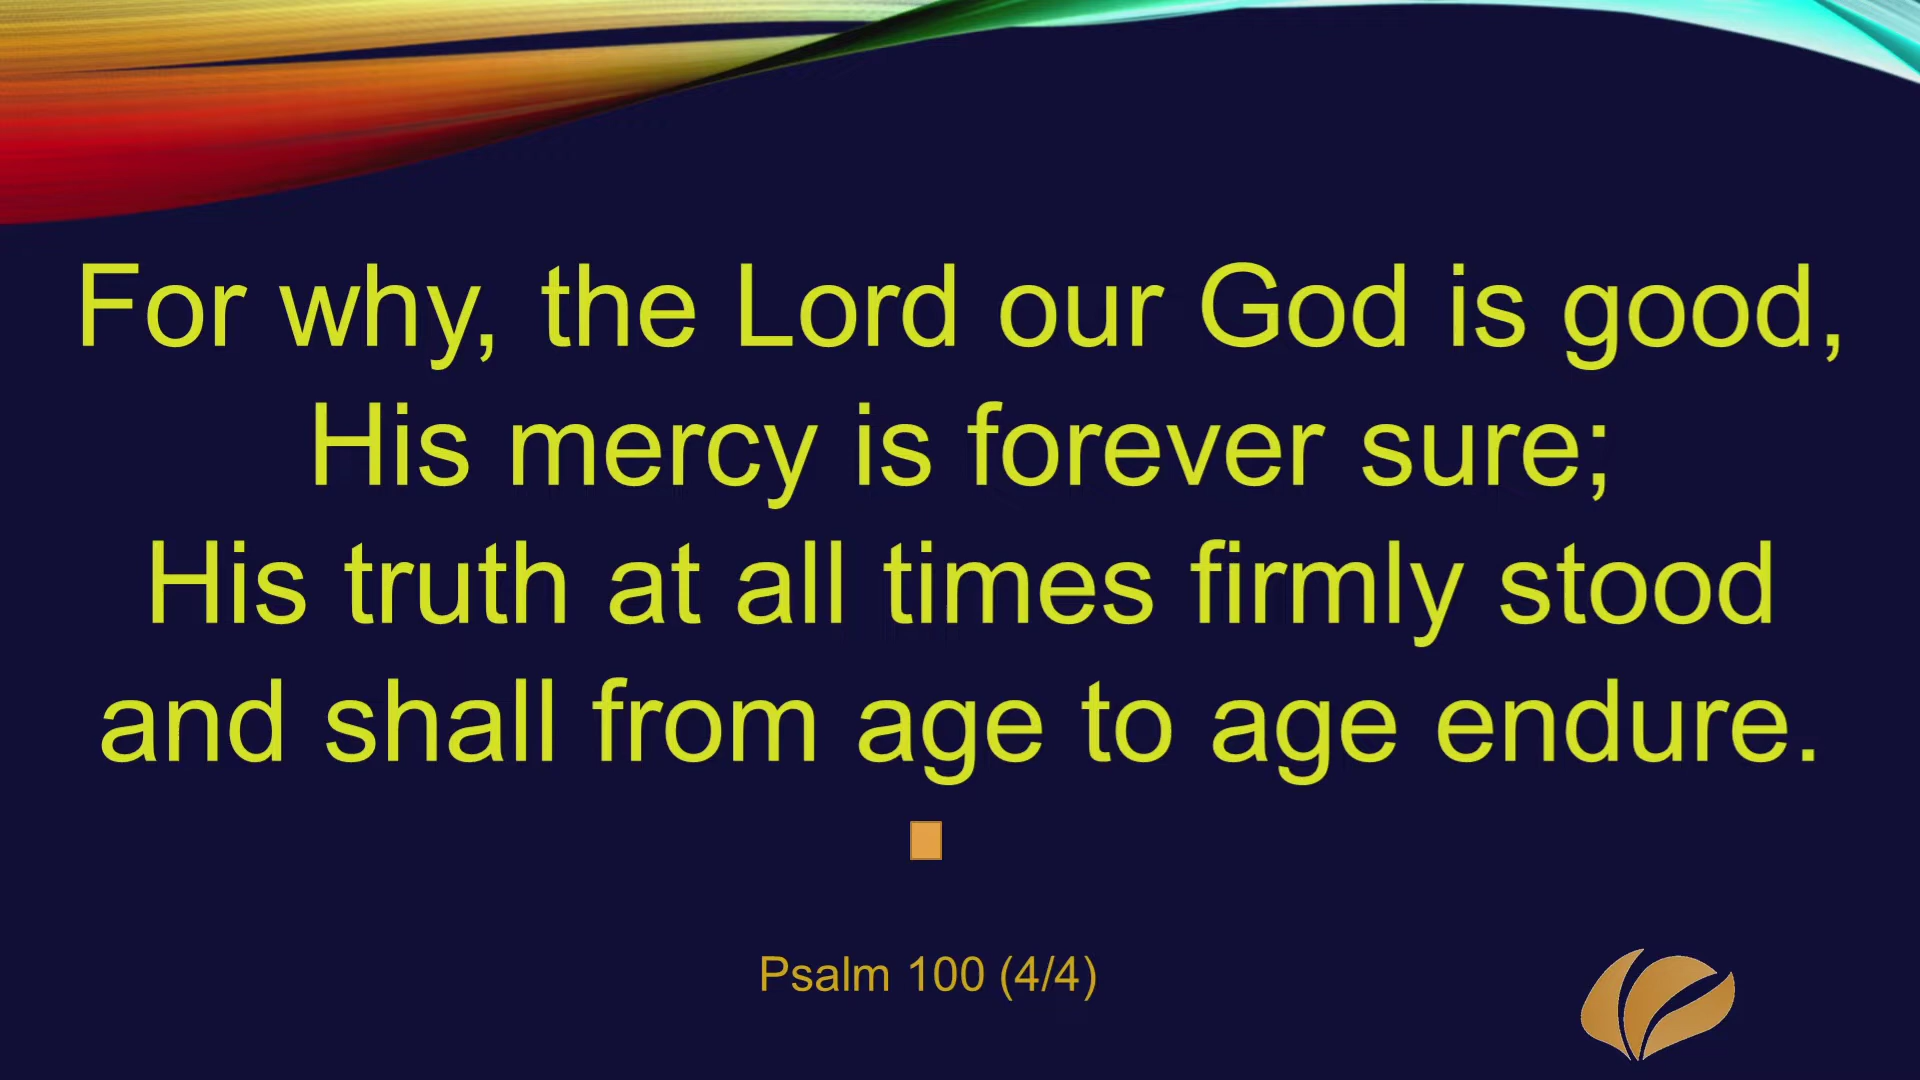 For why, the Lord our God is good,
His mercy is forever sure;
His truth at all times firmly stood
and shall from age to age endure.
Psalm 100 (4/4)